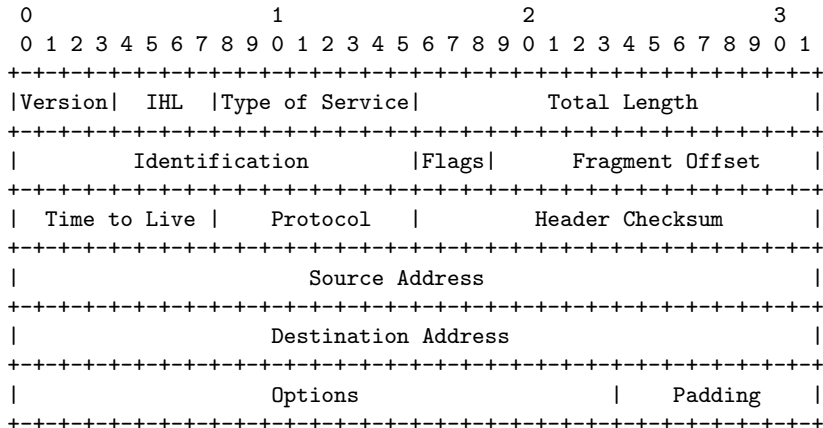 0                   1                   2                   3
 0 1 2 3 4 5 6 7 8 9 0 1 2 3 4 5 6 7 8 9 0 1 2 3 4 5 6 7 8 9 0 1
+-+-+-+-+-+-+-+-+-+-+-+-+-+-+-+-+-+-+-+-+-+-+-+-+-+-+-+-+-+-+-+-+
|Version|  IHL  |Type of Service|          Total Length         |
+-+-+-+-+-+-+-+-+-+-+-+-+-+-+-+-+-+-+-+-+-+-+-+-+-+-+-+-+-+-+-+-+
|         Identification        |Flags|      Fragment Offset    |
+-+-+-+-+-+-+-+-+-+-+-+-+-+-+-+-+-+-+-+-+-+-+-+-+-+-+-+-+-+-+-+-+
|  Time to Live |    Protocol   |         Header Checksum       |
+-+-+-+-+-+-+-+-+-+-+-+-+-+-+-+-+-+-+-+-+-+-+-+-+-+-+-+-+-+-+-+-+
|                       Source Address                          |
+-+-+-+-+-+-+-+-+-+-+-+-+-+-+-+-+-+-+-+-+-+-+-+-+-+-+-+-+-+-+-+-+
|                    Destination Address                        |
+-+-+-+-+-+-+-+-+-+-+-+-+-+-+-+-+-+-+-+-+-+-+-+-+-+-+-+-+-+-+-+-+
|                    Options                    |    Padding    |
+-+-+-+-+-+-+-+-+-+-+-+-+-+-+-+-+-+-+-+-+-+-+-+-+-+-+-+-+-+-+-+-+